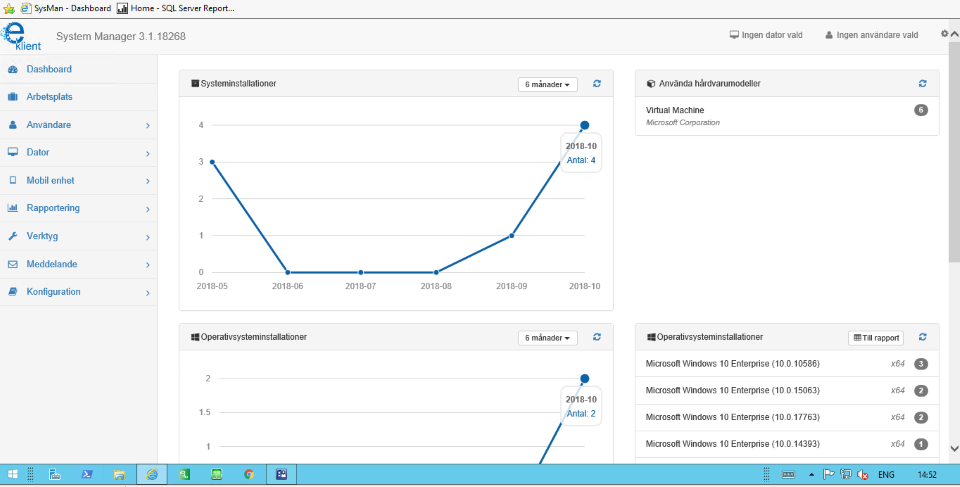 SysMan - Dashboard Home - SQL Server Report...
e klient System Manager 3.1.18268 Ingen dator vald Ingen användare vald
Dashboard
Arbetsplats
Användare
Dator
Mobil enhet
Rapportering
Verktyg
Meddelande
Konfiguration
Systeminstallationer 6 månader
4
3
2
1
0
2018-10
Antal: 4
2018-05 2018-06 2018-07 2018-08 2018-09 2018-10
Använda hårdvarumodeller
Virtual Machine 6
Microsoft Corporation
Operativsysteminstallationer 6 månader
2
1.5
1
2018-10
Antal: 2
Operativsysteminstallationer Till rapport
Microsoft Windows 10 Enterprise (10.0.10586) x64 3
Microsoft Windows 10 Enterprise (10.0.15063) x64 2
Microsoft Windows 10 Enterprise (10.0.17763) x64 2
Microsoft Windows 10 Enterprise (10.0.14393) x64 1
ENG 14:52